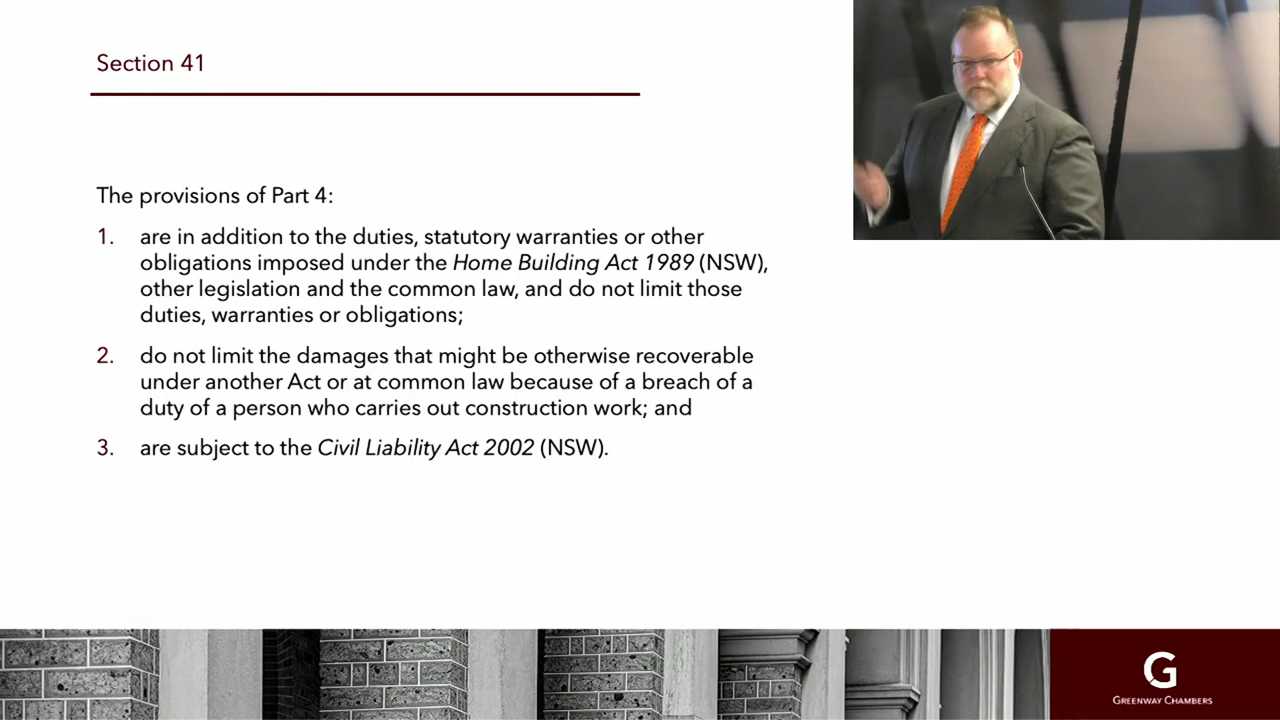 Section 41
The provisions of Part 4:
1. are in addition to the duties, statutory warranties or other
obligations imposed under the Home Building Act 1989 (NSW),
other legislation and the common law, and do not limit those
duties, warranties or obligations;
2. do not limit the damages that might be otherwise recoverable
under another Act or at common law because of a breach of a
duty of a person who carries out construction work; and
3. are subject to the Civil Liability Act 2002 (NSW).
G
GREENWAY CHAMBERS